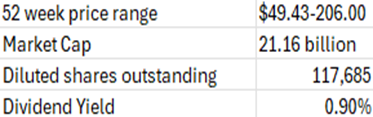 52 week price range $49.43-206.00
Market Cap 21.16 billion
Diluted shares outstanding 117,685
Dividend Yield 0.90%